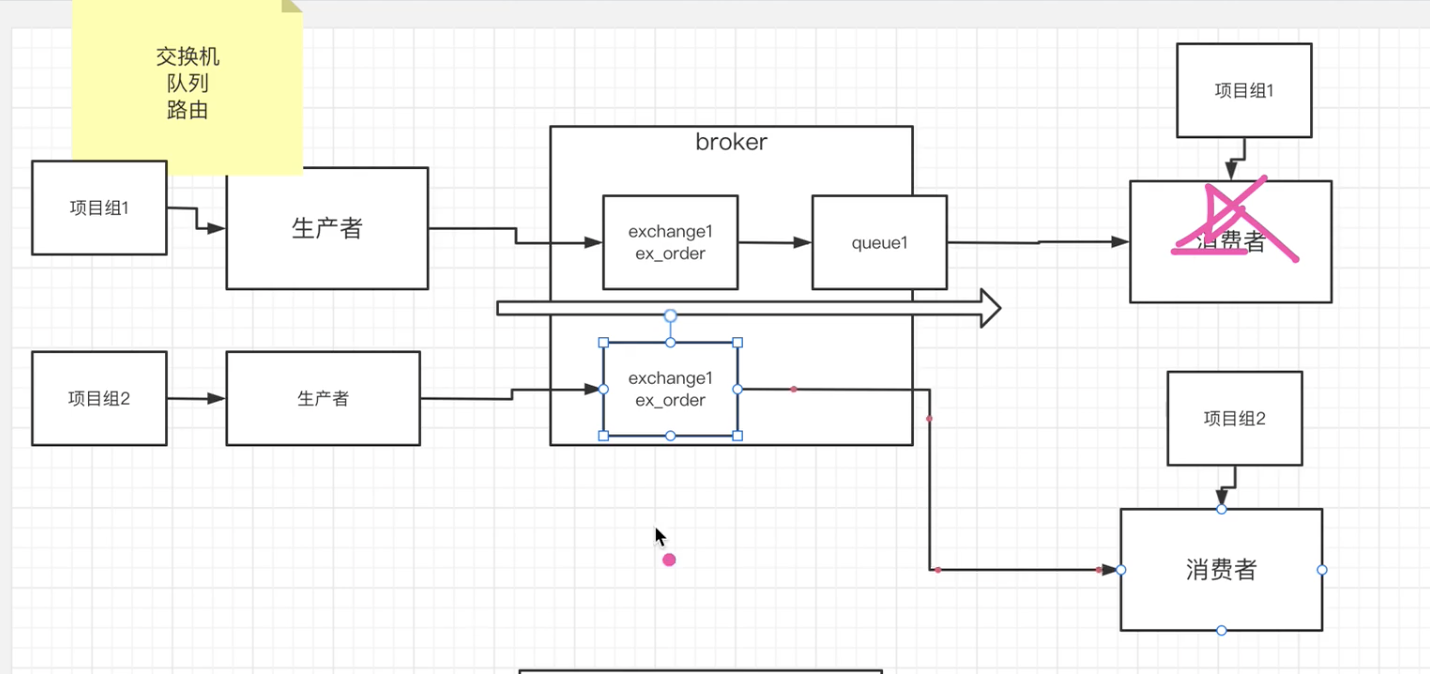 交换机
队列
路由
项目组1
broker
项目组1
生产者
exchange1
ex_order
queue1
消费者
项目组2
生产者
exchange1
ex_order
项目组2
消费者